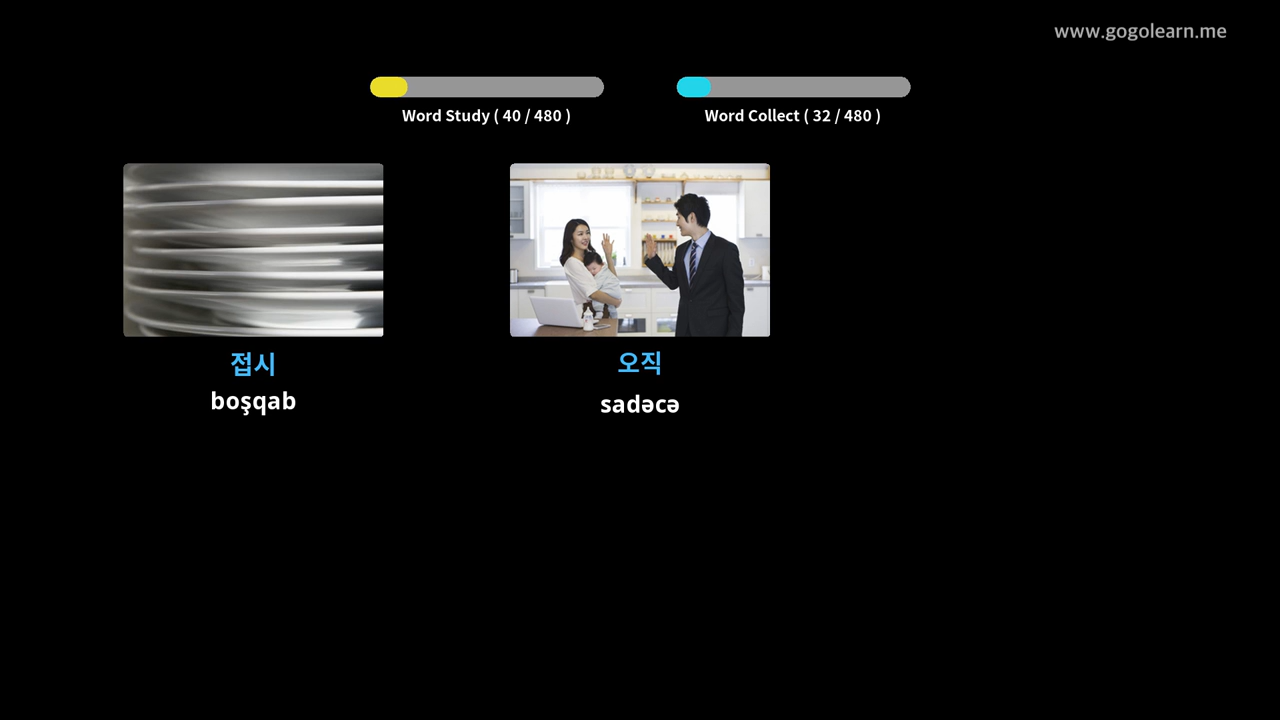 www.gogolearn.me
Word Study ( 40 / 480 )
Word Collect ( 32 / 480 )
접시
boşqab
오직
sadəcə